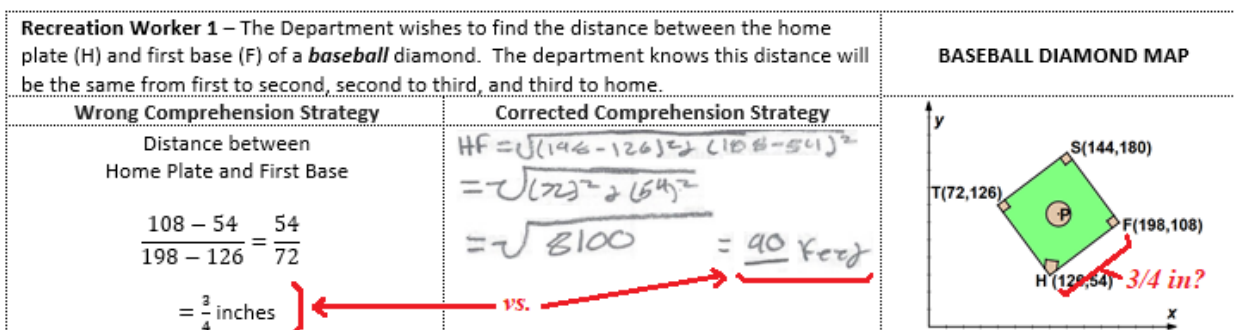 Recreation Worker 1 – The Department wishes to find the distance between the home
plate (H) and first base (F) of a baseball diamond. The department knows this distance will
be the same from first to second, second to third, and third to home.
BASEBALL DIAMOND MAP
Wrong Comprehension Strategy
Distance between
Home Plate and First Base
108 − 54 / 198 − 126 = 54 / 72
= 3/4 inches
Corrected Comprehension Strategy
HF = √(198-126)² + (108-54)²
= √(72)² + (54)²
= √8100 = 90 feet
vs.
y
S(144,180)
T(72,126)
P
F(198,108)
H (126,54)
3/4 in?
x